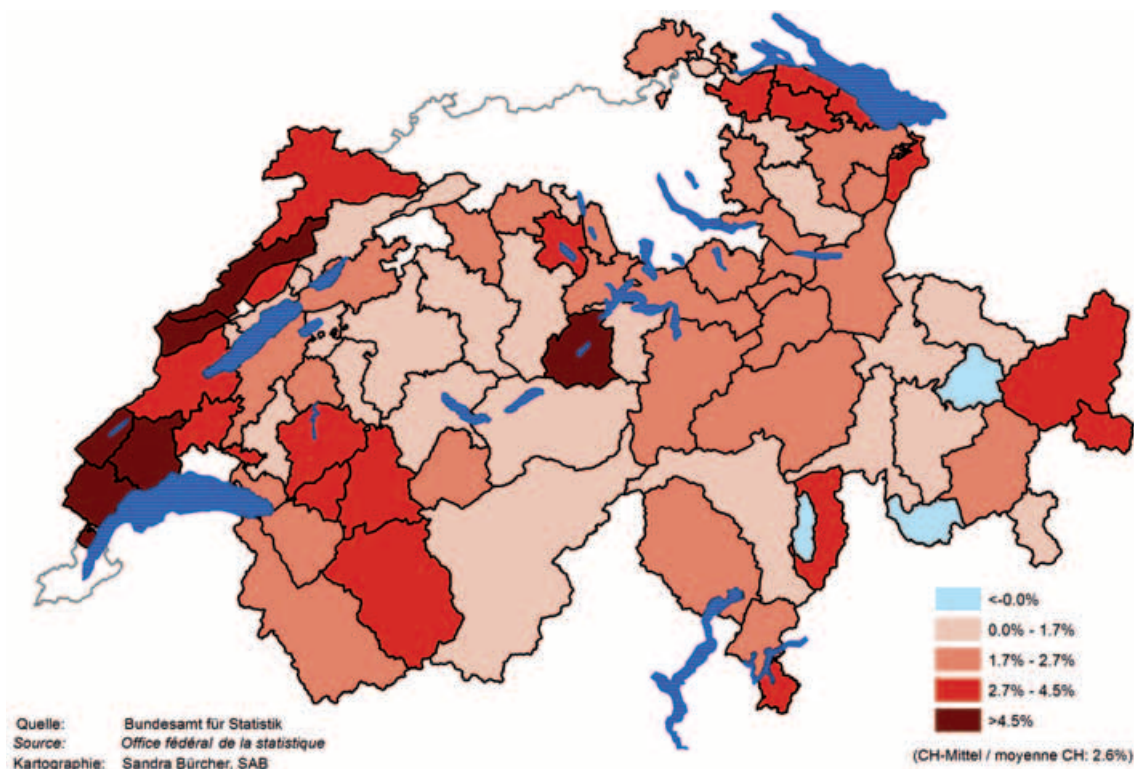 <-0.0%
0.0% - 1.7%
1.7% - 2.7%
2.7% - 4.5%
>4.5%
(CH-Mittel / moyenne CH: 2.6%)
Quelle: Bundesamt für Statistik
Source: Office fédéral de la statistique
Kartographie: Sandra Bürcher, SAB